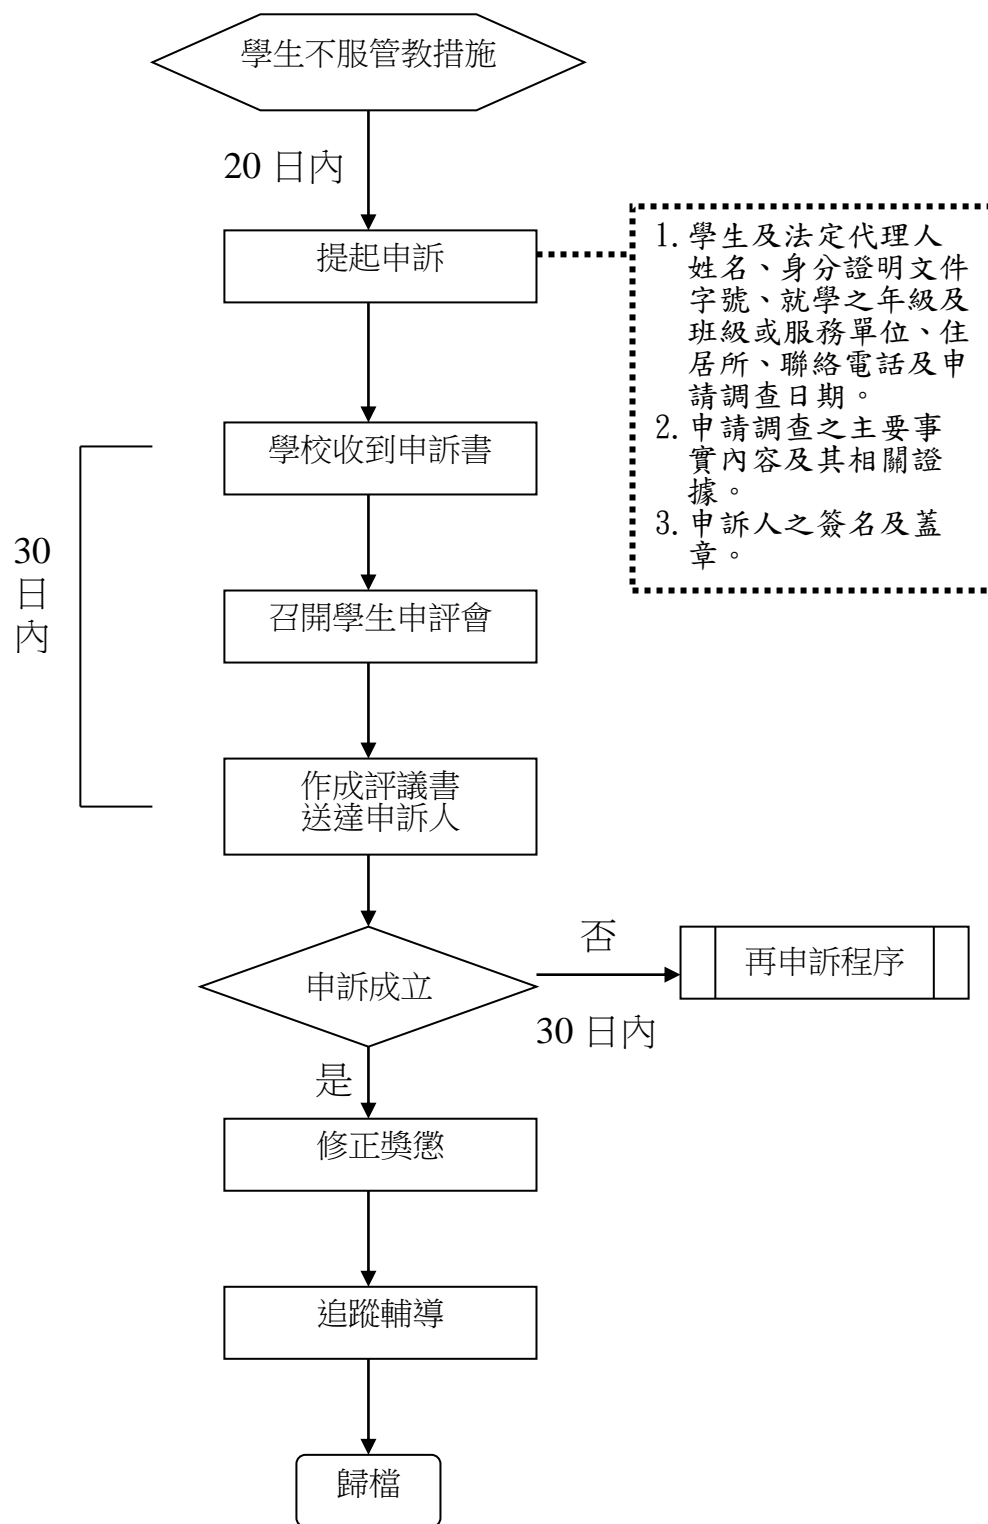 學生不服管教措施
20 日內
提起申訴
1. 學生及法定代理人
姓名、身分證明文件
字號、就學之年級及
班級或服務單位、住
居所、聯絡電話及申
請調查日期。
2. 申請調查之主要事
實內容及其相關證
據。
3. 申訴人之簽名及蓋
章。
學校收到申訴書
30
日
內
召開學生申評會
作成評議書
送達申訴人
申訴成立
否
30 日內
再申訴程序
是
修正獎懲
追蹤輔導
歸檔